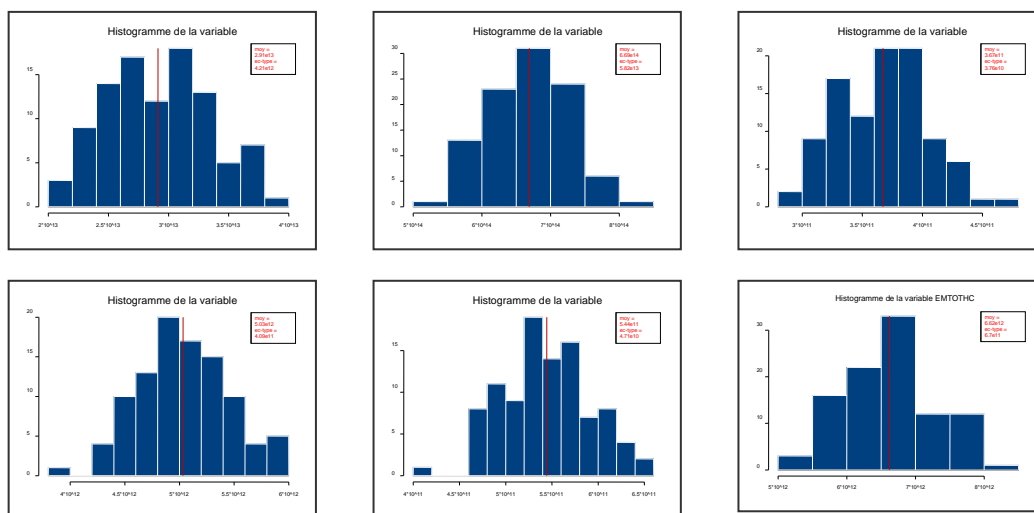 Histogramme de la variable
moy =
2.91e13
ec-type =
4.21e12
15
10
5
0
2*10^13
2.5*10^13
3*10^13
3.5*10^13
4*10^13
Histogramme de la variable
moy =
6.69e14
ec-type =
5.82e13
30
20
10
0
5*10^14
6*10^14
7*10^14
8*10^14
Histogramme de la variable
moy =
3.67e11
ec-type =
3.76e10
20
15
10
5
0
3*10^11
3.5*10^11
4*10^11
4.5*10^11
Histogramme de la variable
moy =
5.03e12
ec-type =
4.09e11
20
15
10
5
0
4*10^12
4.5*10^12
5*10^12
5.5*10^12
6*10^12
Histogramme de la variable
moy =
5.44e11
ec-type =
4.71e10
15
10
5
0
4*10^11
4.5*10^11
5*10^11
5.5*10^11
6*10^11
6.5*10^11
Histogramme de la variable EMTOTHC
moy =
6.62e12
ec-type =
6.7e11
30
20
10
0
5*10^12
6*10^12
7*10^12
8*10^12